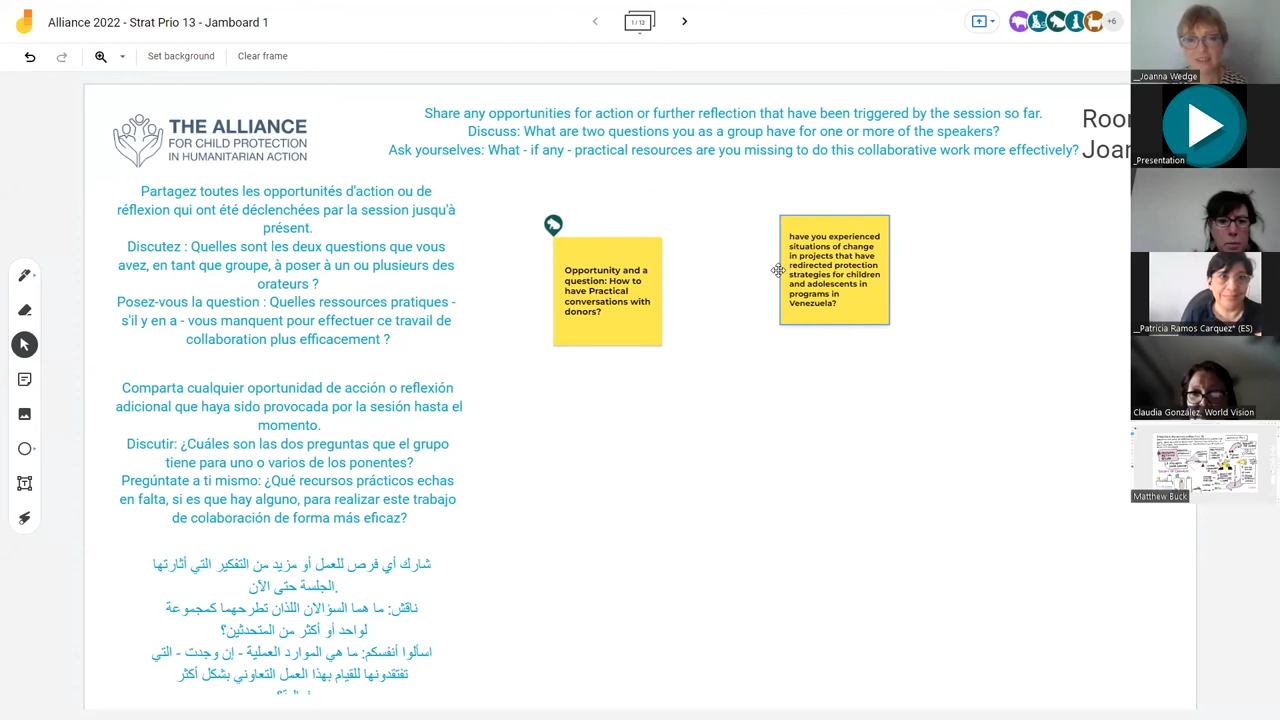 Alliance 2022 - Strat Prio 13 - Jamboard 1
1 / 13
+6
Set background
Clear frame
THE ALLIANCE
FOR CHILD PROTECTION
IN HUMANITARIAN ACTION
Share any opportunities for action or further reflection that have been triggered by the session so far.
Discuss: What are two questions you as a group have for one or more of the speakers?
Ask yourselves: What - if any - practical resources are you missing to do this collaborative work more effectively?
Roor
Joar
Partagez toutes les opportunités d'action ou de
réflexion qui ont été déclenchées par la session jusqu'à
présent.
Discutez : Quelles sont les deux questions que vous
avez, en tant que groupe, à poser à un ou plusieurs des
orateurs ?
Posez-vous la question : Quelles ressources pratiques -
s'il y en a - vous manquent pour effectuer ce travail de
collaboration plus efficacement ?
Comparta cualquier oportunidad de acción o reflexión
adicional que haya sido provocada por la sesión hasta el
momento.
Discutir: ¿Cuáles son las dos preguntas que el grupo
tiene para uno o varios de los ponentes?
Pregúntate a ti mismo: ¿Qué recursos prácticos echas
en falta, si es que hay alguno, para realizar este trabajo
de colaboración de forma más eficaz?
شارك أي فرص للعمل أو مزيد من التفكير التي أثارتها
الجلسة حتى الآن.
ناقش: ما هما السؤالان اللذان تطرحهما كمجموعة
لواحد أو أكثر من المتحدثين؟
اسألوا أنفسكم: ما هي الموارد العملية - إن وجدت - التي
تفتقدونها للقيام بهذا العمل التعاوني بشكل أكثر
Opportunity and a
question: How to
have Practical
conversations with
donors?
have you experienced
situations of change
in projects that have
redirected protection
strategies for children
and adolescents in
programs in
Venezuela?
_Joanna Wedge
_Presentation
_Patricia Ramos Carquez* (ES)
Claudia González, World Vision
Matthew Buck